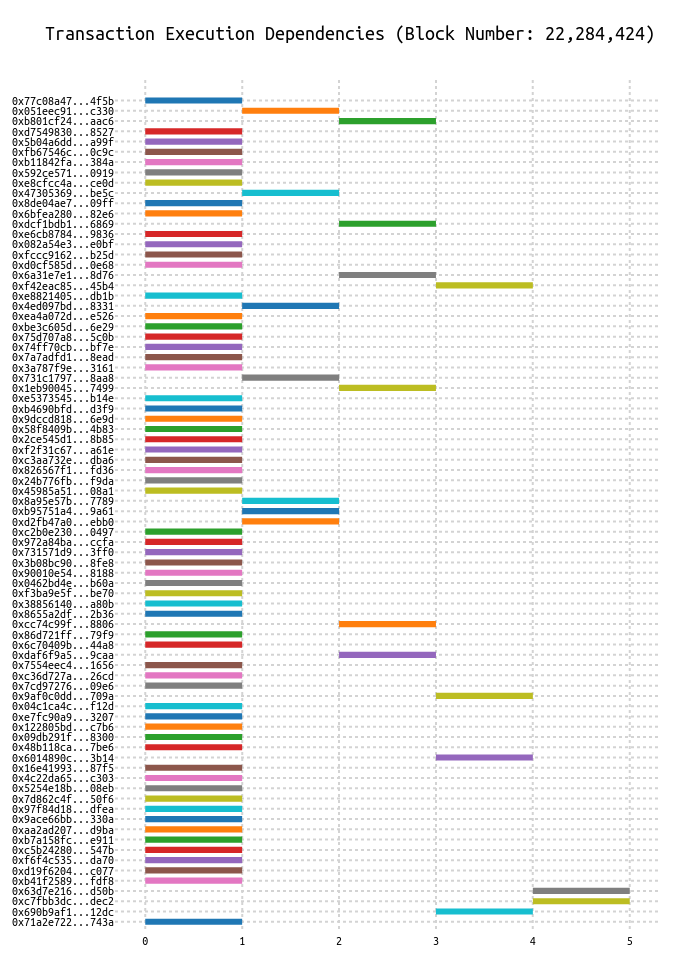 Transaction Execution Dependencies (Block Number: 22,284,424)
0x77c08a47...4f5b
0x051eec91...c330
0xb801cf24...aac6
0xd7549830...8527
0x5b04a6dd...a99f
0xfb67546c...0c9c
0xb11842fa...384a
0x592ce571...0919
0xe8cfcc4a...ce0d
0x47305369...be5c
0x8de04ae7...09ff
0x6bfea280...82e6
0xdcf1bdb1...6869
0xe6cb8784...9836
0x082a54e3...e0bf
0xfccc9162...b25d
0xd0cf585d...0e68
0x6a31e7e1...8d76
0xf42eac85...45b4
0xe8821405...db1b
0x4ed097bd...8331
0xea4a072d...e526
0xbe3c605d...6e29
0x75d707a8...5c0b
0x74ff70cb...bf7e
0x7a7adfd1...8ead
0x3a787f9e...3161
0x731c1797...8aa8
0x1eb90045...7499
0xe5373545...b14e
0xb4690bfd...d3f9
0x9dccd818...6e9d
0x58f8409b...4b83
0x2ce545d1...8b85
0xf2f31c67...a61e
0xc3aa732e...dba6
0x826567f1...fd36
0x24b776fb...f9da
0x45985a51...08a1
0x8a95e57b...7789
0xb95751a4...9a61
0xd2fb47a0...ebb0
0xc2b0e230...0497
0x972a84ba...ccfa
0x731571d9...3ff0
0x3b08bc90...8fe8
0x90010e54...8188
0x0462bd4e...b60a
0xf3ba9e5f...be70
0x38856140...a80b
0x8655a2df...2b36
0xcc74c99f...8806
0x86d721ff...79f9
0x6c70409b...44a8
0xdaf6f9a5...9caa
0x7554eec4...1656
0xc36d727a...26cd
0x7cd97276...09e6
0x9af0c0dd...709a
0x04c1ca4c...f12d
0xe7fc90a9...3207
0x122805bd...c7b6
0x09db291f...8300
0x48b118ca...7be6
0x6014890c...3b14
0x16e41993...87f5
0x4c22da65...c303
0x5254e18b...08eb
0x7d862c4f...50f6
0x97f84d18...dfea
0x9ace66bb...330a
0xaa2ad207...d9ba
0xb7a158fc...e911
0xc5b24280...547b
0xf6f4c535...da70
0xd19f6204...c077
0xb41f2589...fdf8
0x63d7e216...d50b
0xc7fbb3dc...dec2
0x690b9af1...12dc
0x71a2e722...743a
0 1 2 3 4 5